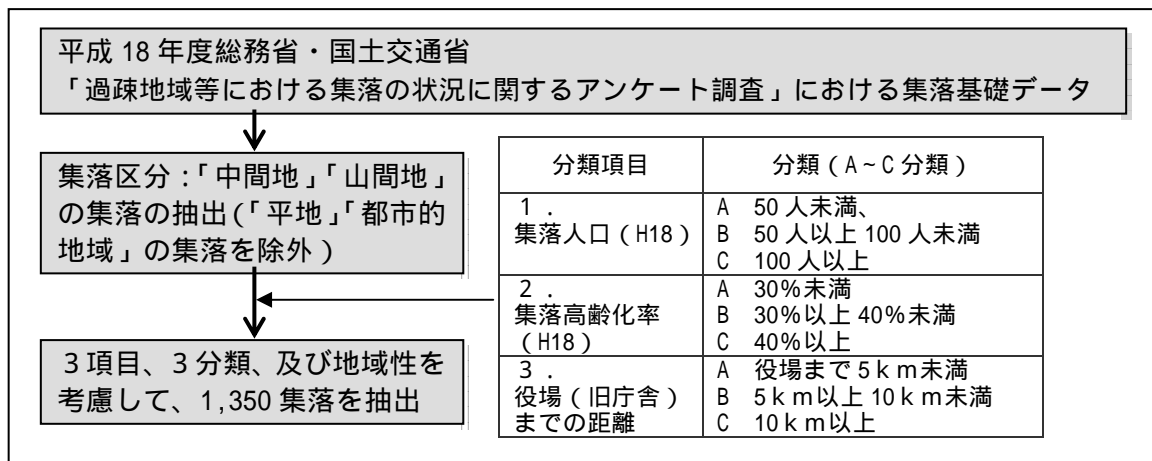 平成 18 年度総務省・国土交通省
「過疎地域等における集落の状況に関するアンケート調査」における集落基礎データ
集落区分：「中間地」「山間地」
の集落の抽出（「平地」「都市的
地域」の集落を除外）
３項目、３分類、及び地域性を
考慮して、1,350 集落を抽出
分類項目
分類（A～C 分類）
１．
集落人口（H18）
A 50 人未満、
B 50 人以上 100 人未満
C 100 人以上
２．
集落高齢化率
（H18）
A 30％未満
B 30％以上 40％未満
C 40％以上
３．
役場（旧庁舎）
までの距離
A 役場まで 5ｋｍ未満
B 5ｋｍ以上 10ｋｍ未満
C 10ｋｍ以上